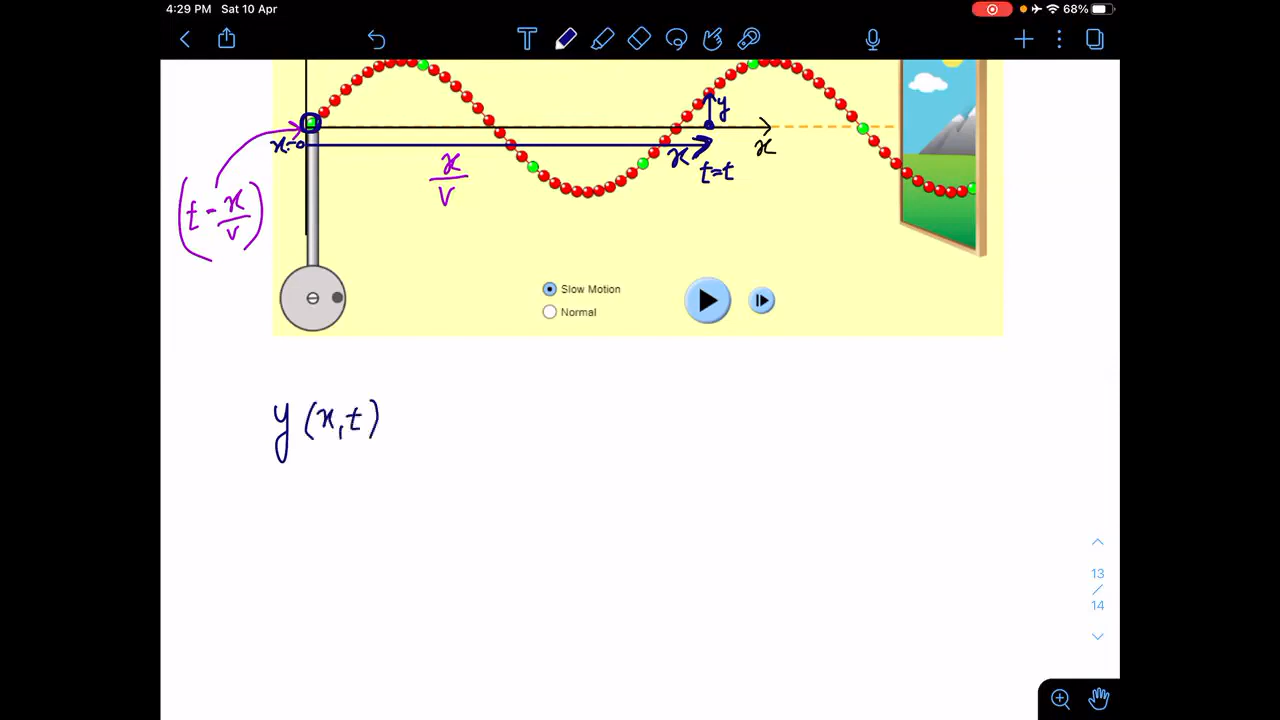 4:29 PM Sat 10 Apr 68%
T
y
x=0
x
x
t=t
x/v
(t - x/v)
Slow Motion
Normal
y (x,t)
13
/
14